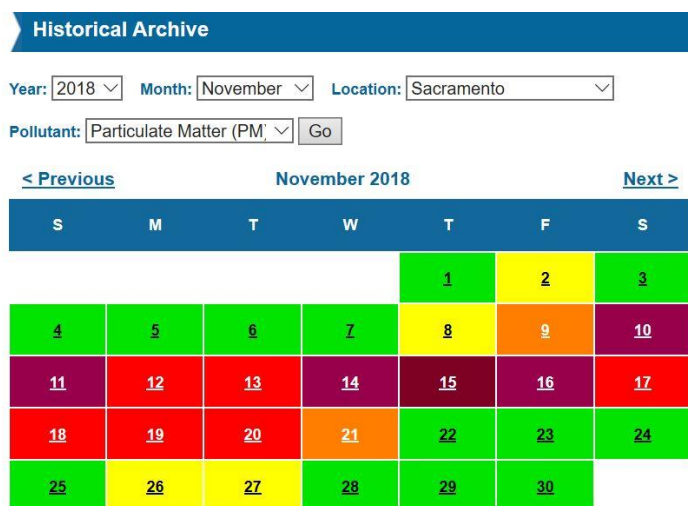 Historical Archive
Year: 2018 Month: November Location: Sacramento
Pollutant: Particulate Matter (PM) Go
< Previous November 2018 Next >
S M T W T F S
1 2 3
4 5 6 7 8 9 10
11 12 13 14 15 16 17
18 19 20 21 22 23 24
25 26 27 28 29 30